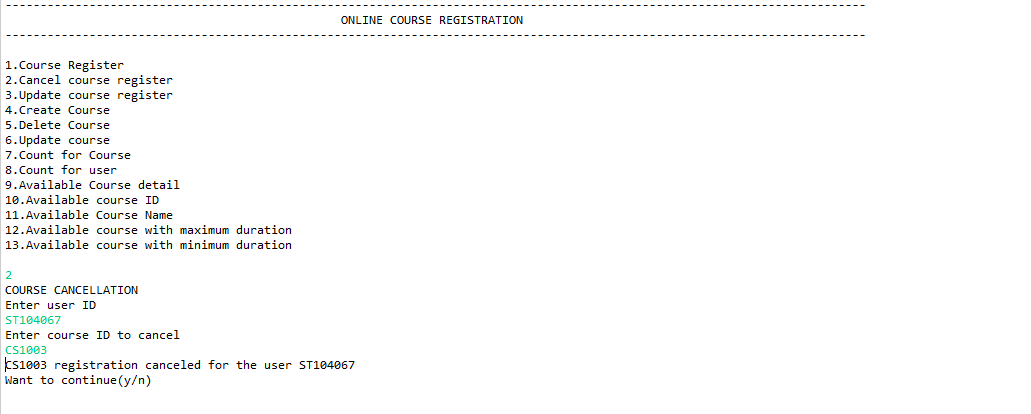 ---------------------------------------------------------------------------------------------------------------------------
ONLINE COURSE REGISTRATION
---------------------------------------------------------------------------------------------------------------------------
1.Course Register
2.Cancel course register
3.Update course register
4.Create Course
5.Delete Course
6.Update course
7.Count for Course
8.Count for user
9.Available Course detail
10.Available course ID
11.Available Course Name
12.Available course with maximum duration
13.Available course with minimum duration
2
COURSE CANCELLATION
Enter user ID
ST104067
Enter course ID to cancel
CS1003
CS1003 registration canceled for the user ST104067
Want to continue(y/n)